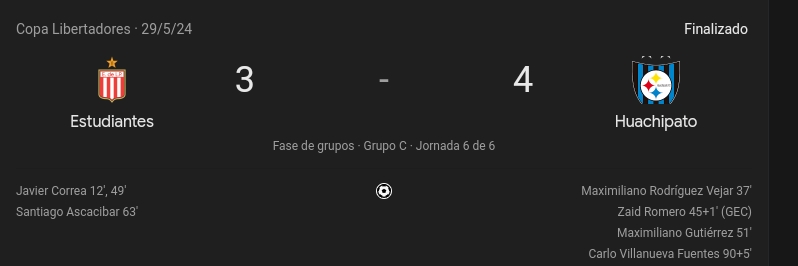 Copa Libertadores · 29/5/24 Finalizado
3 - 4
Estudiantes Huachipato
Fase de grupos · Grupo C · Jornada 6 de 6
Javier Correa 12', 49' Maximiliano Rodríguez Vejar 37'
Santiago Ascacibar 63' Zaid Romero 45+1' (GEC)
Maximiliano Gutiérrez 51'
Carlo Villanueva Fuentes 90+5'